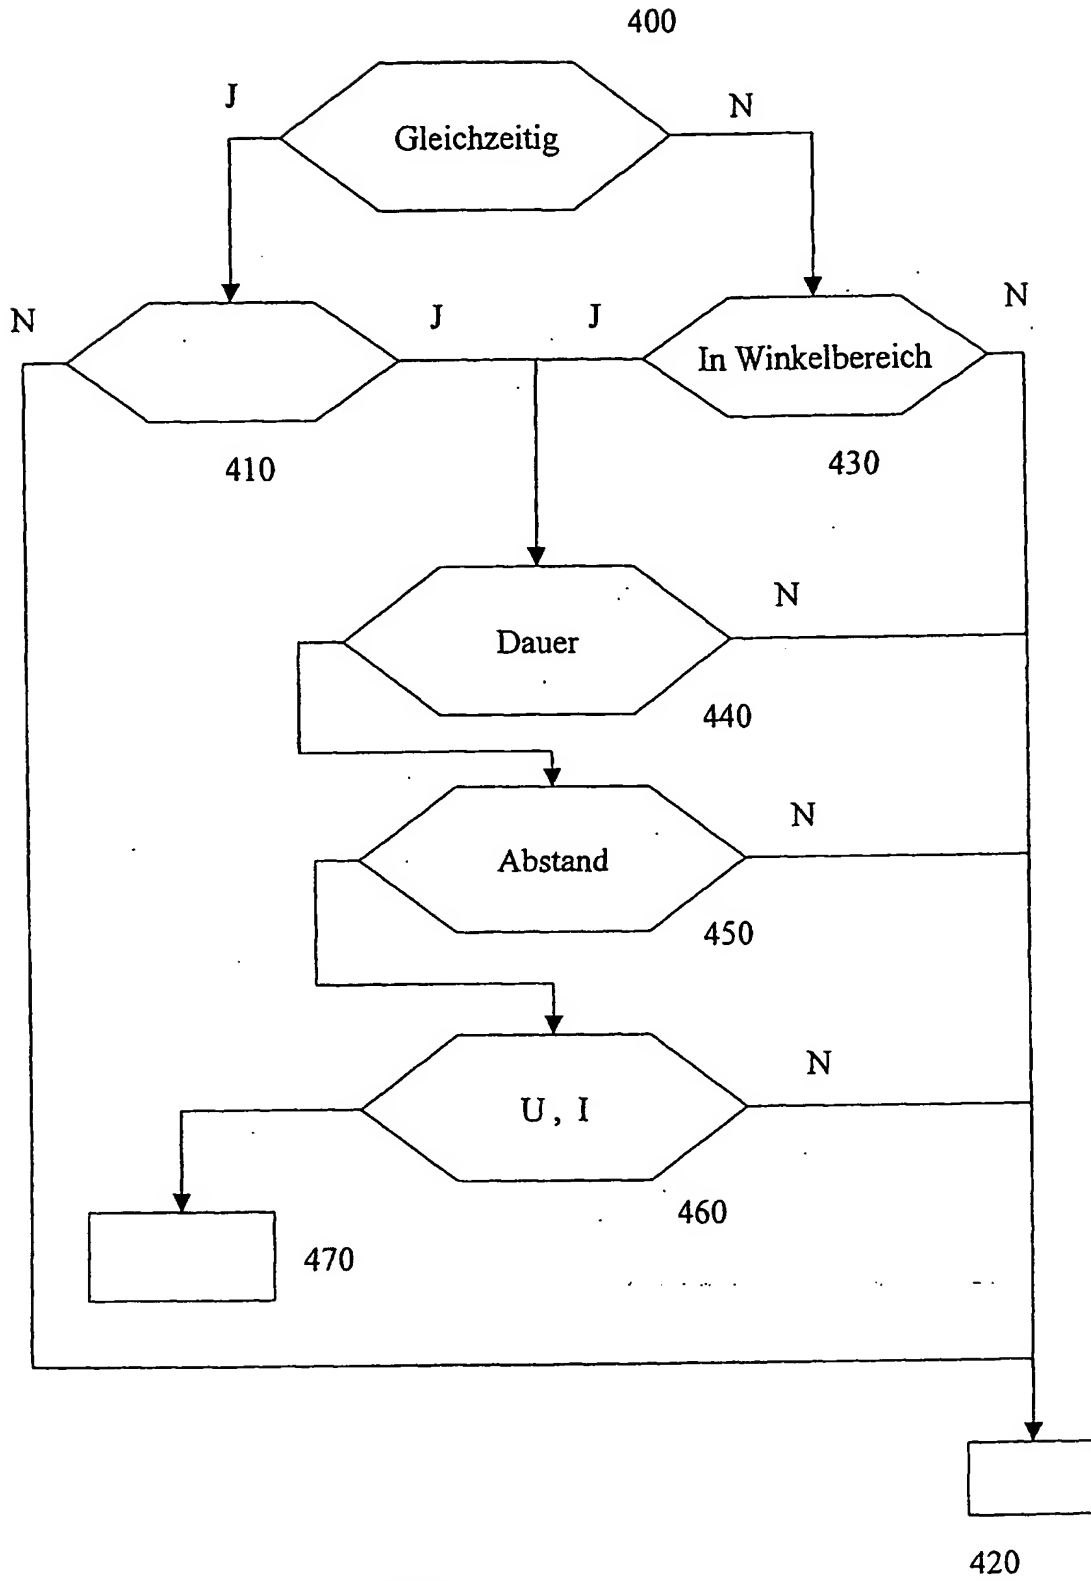 400
J
N
Gleichzeitig
N
J
J
N
In Winkelbereich
410
430
N
Dauer
440
N
Abstand
450
N
U , I
460
470
420